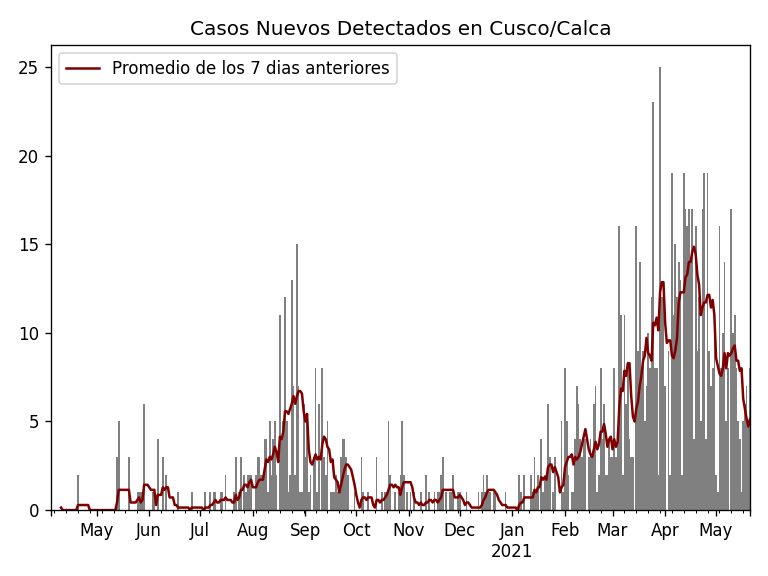 Casos Nuevos Detectados en Cusco/Calca
Promedio de los 7 dias anteriores
25
20
15
10
5
0
May Jun Jul Aug Sep Oct Nov Dec Jan Feb Mar Apr May
2021